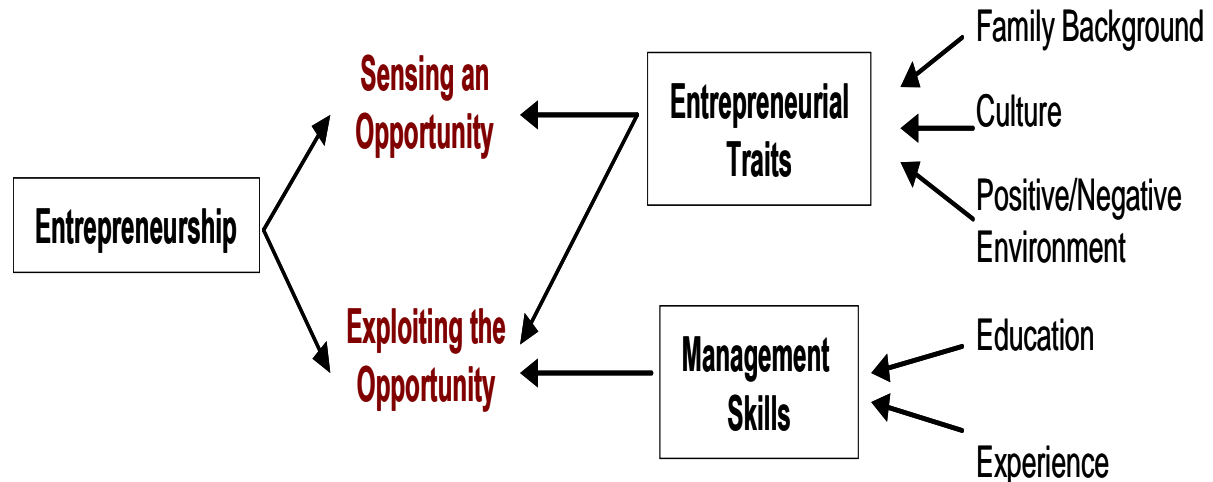 Entrepreneurship
Sensing an
Opportunity
Exploiting the
Opportunity
Entrepreneurial
Traits
Management
Skills
Family Background
Culture
Positive/Negative
Environment
Education
Experience